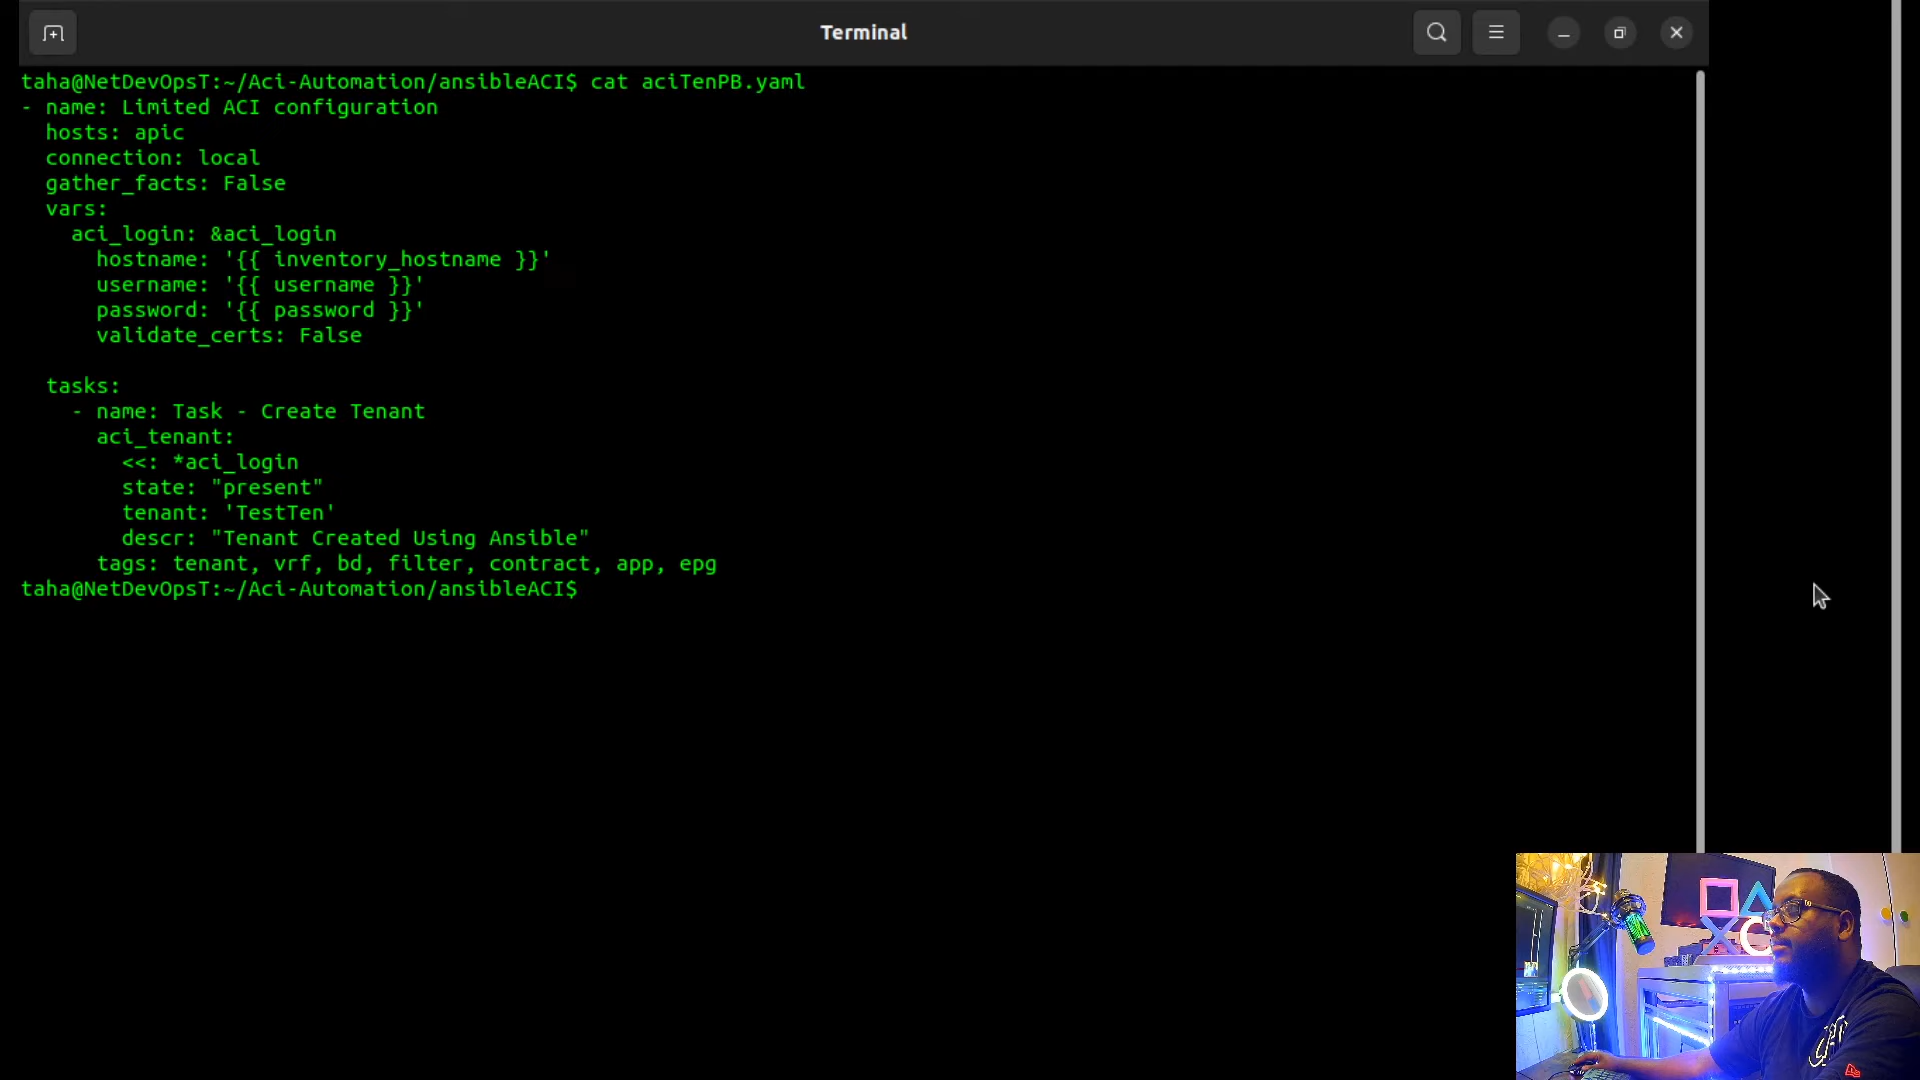 Terminal
taha@NetDevOpsT:~/Aci-Automation/ansibleACI$ cat aciTenPB.yaml
- name: Limited ACI configuration
  hosts: apic
  connection: local
  gather_facts: False
  vars:
    aci_login: &aci_login
      hostname: '{{ inventory_hostname }}'
      username: '{{ username }}'
      password: '{{ password }}'
      validate_certs: False

  tasks:
    - name: Task - Create Tenant
      aci_tenant:
        <<: *aci_login
        state: "present"
        tenant: 'TestTen'
        descr: "Tenant Created Using Ansible"
      tags: tenant, vrf, bd, filter, contract, app, epg
taha@NetDevOpsT:~/Aci-Automation/ansibleACI$